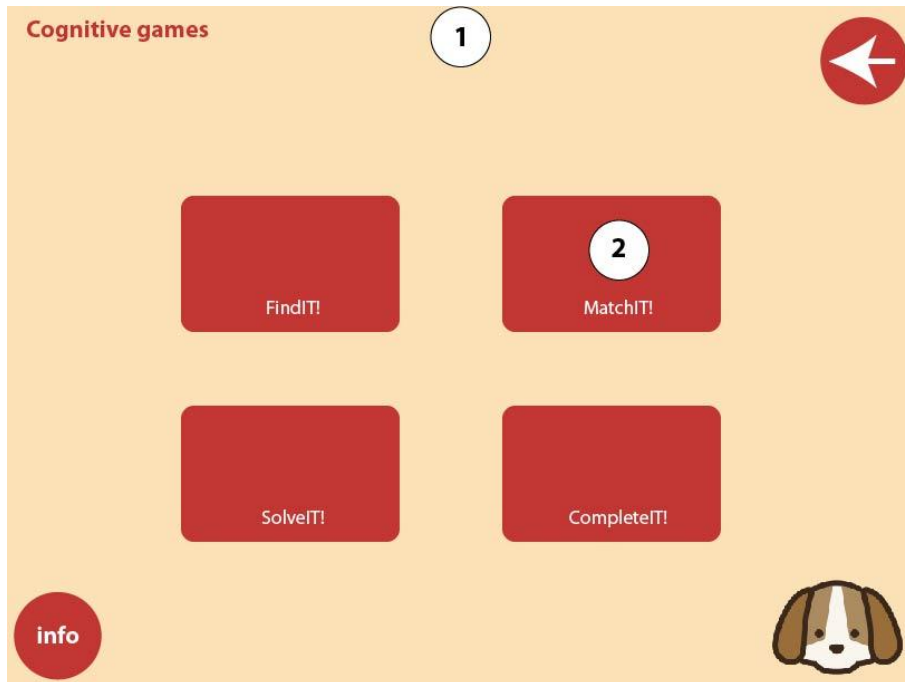 Cognitive games
1
2
FindIT!
MatchIT!
SolveIT!
CompleteIT!
info